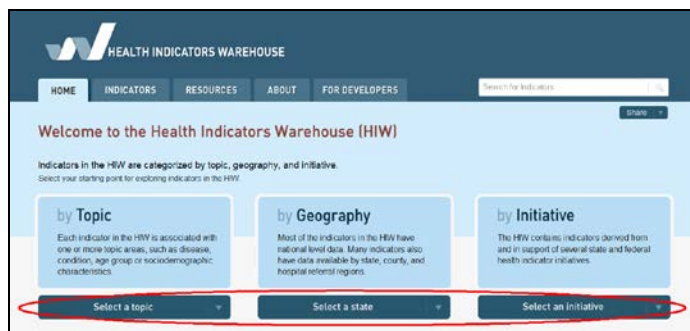 HEALTH INDICATORS WAREHOUSE
HOME INDICATORS RESOURCES ABOUT FOR DEVELOPERS Search for Indicators
Share
Welcome to the Health Indicators Warehouse (HIW)
Indicators in the HIW are categorized by topic, geography, and initiative.
Select your starting point for exploring indicators in the HIW.
by Topic
Each indicator in the HIW is associated with
one or more topic areas, such as disease,
condition, age group or sociodemographic
characteristics.
by Geography
Most of the indicators in the HIW have
national level data. Many indicators also
have data available by state, county, and
hospital referral regions.
by Initiative
The HIW contains indicators derived from
and in support of several state and federal
health indicator initiatives.
Select a topic Select a state Select an initiative